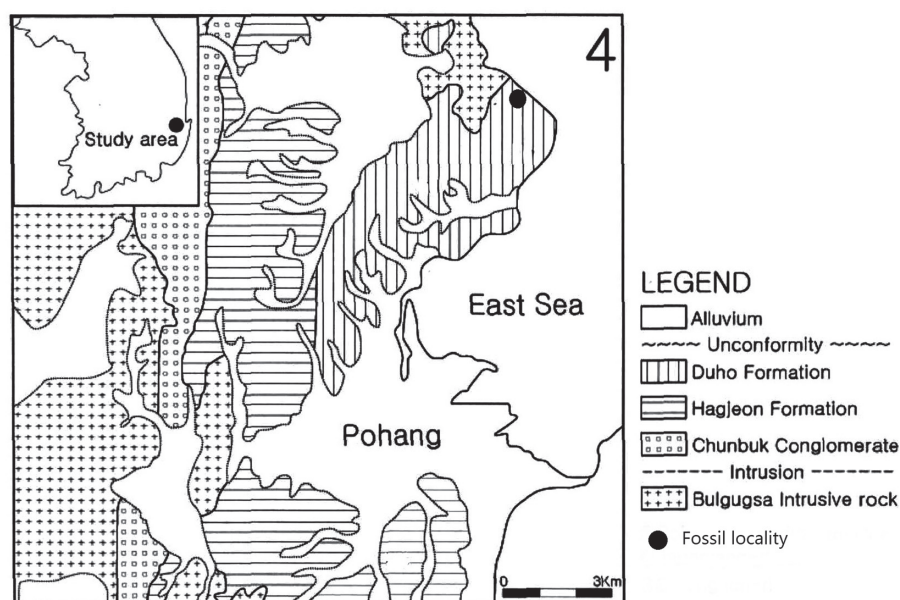 4
Study area
East Sea
Pohang
0 3Km
LEGEND
Alluvium
~~~~ Unconformity ~~~~
Duho Formation
Hagjeon Formation
Chunbuk Conglomerate
------- Intrusion -------
Bulgugsa Intrusive rock
Fossil locality